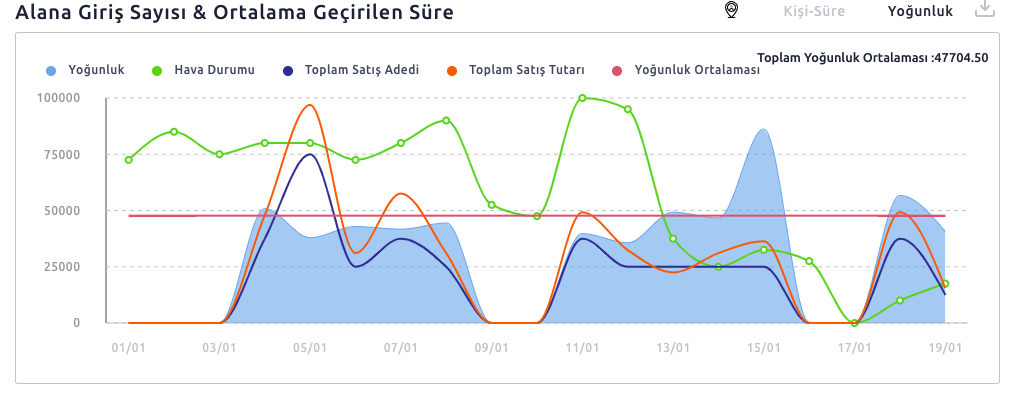 Alana Giriş Sayısı & Ortalama Geçirilen Süre
Kişi-Süre
Yoğunluk
Toplam Yoğunluk Ortalaması :47704.50
Yoğunluk
Hava Durumu
Toplam Satış Adedi
Toplam Satış Tutarı
Yoğunluk Ortalaması
100000
75000
50000
25000
0
01/01
03/01
05/01
07/01
09/01
11/01
13/01
15/01
17/01
19/01